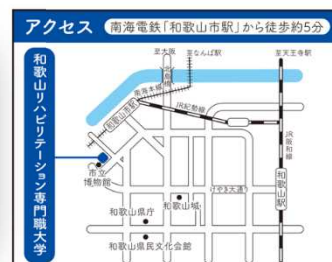 アクセス
南海電鉄「和歌山市駅」から徒歩約5分
和歌山リハビリテーション専門職大学
至大阪
至なんば駅
至天王寺駅
北島橋
南海本線
和歌山市駅
JR紀勢線
JR阪和線
市立
博物館
けやき大通り
和歌山城
和歌山駅
和歌山県庁
和歌山県民文化会館